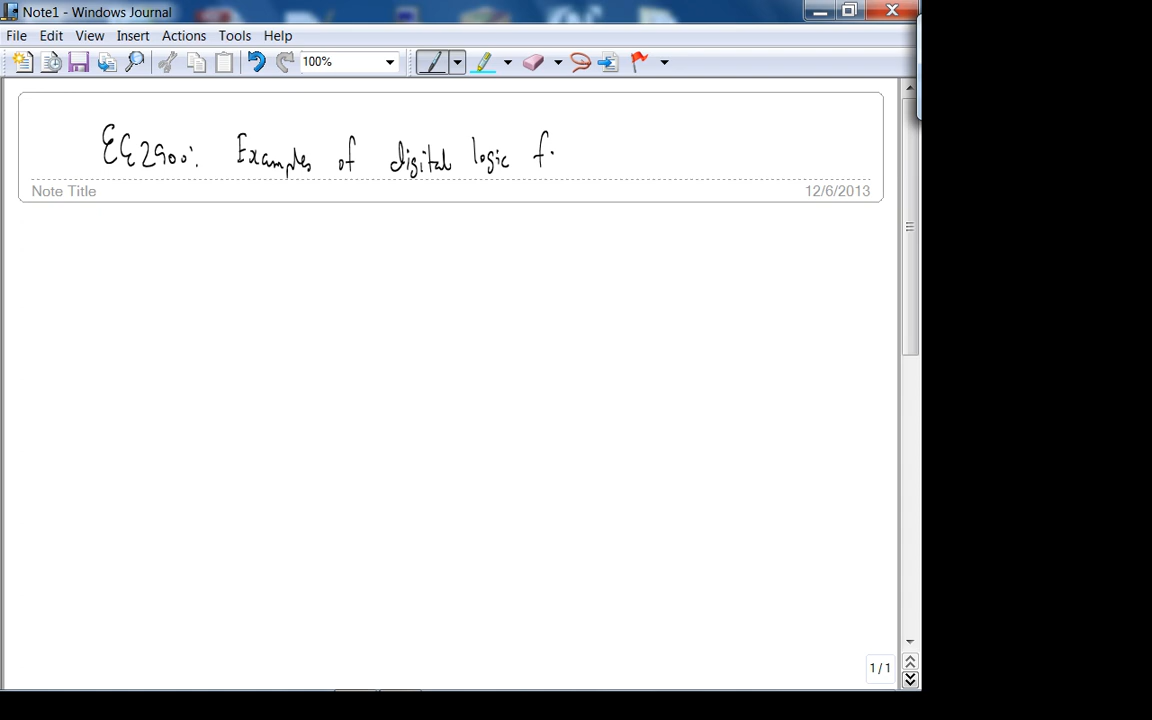 Note1 - Windows Journal
File Edit View Insert Actions Tools Help
100%
EE2900: Examples of digital logic f
Note Title 12/6/2013
1/1